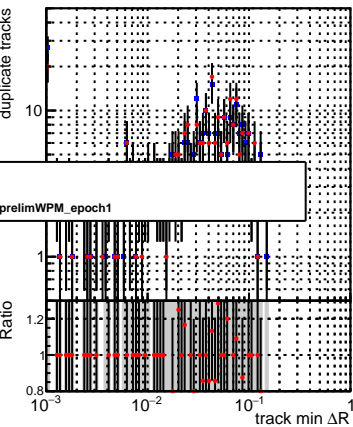 duplicate tracks
10
prelimWPM_epoch1
1
Ratio
1.2
1
0.8
10−3
10−2
10−1
1
track min ΔR